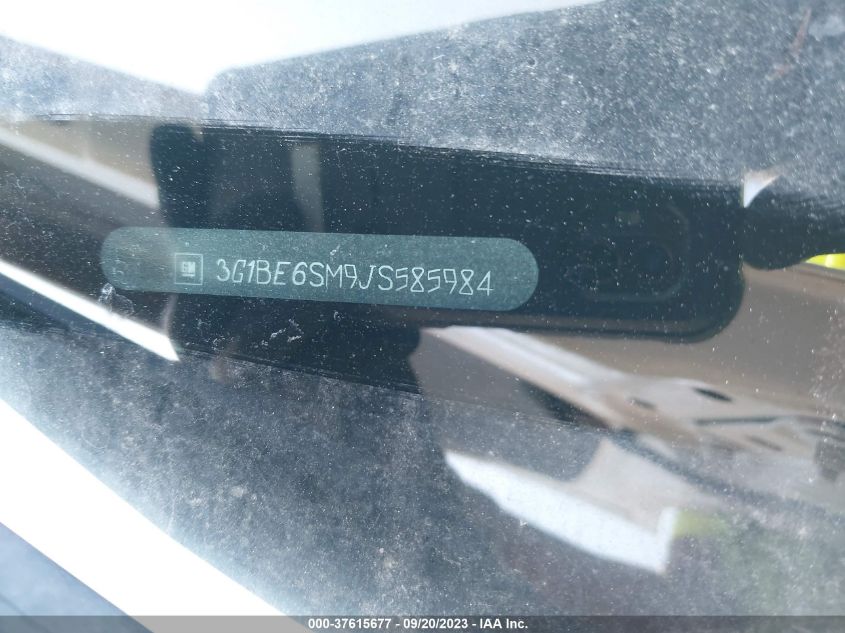 GM 3G1BE6SM9JS585984
000-37615677 - 09/20/2023 - IAA Inc.